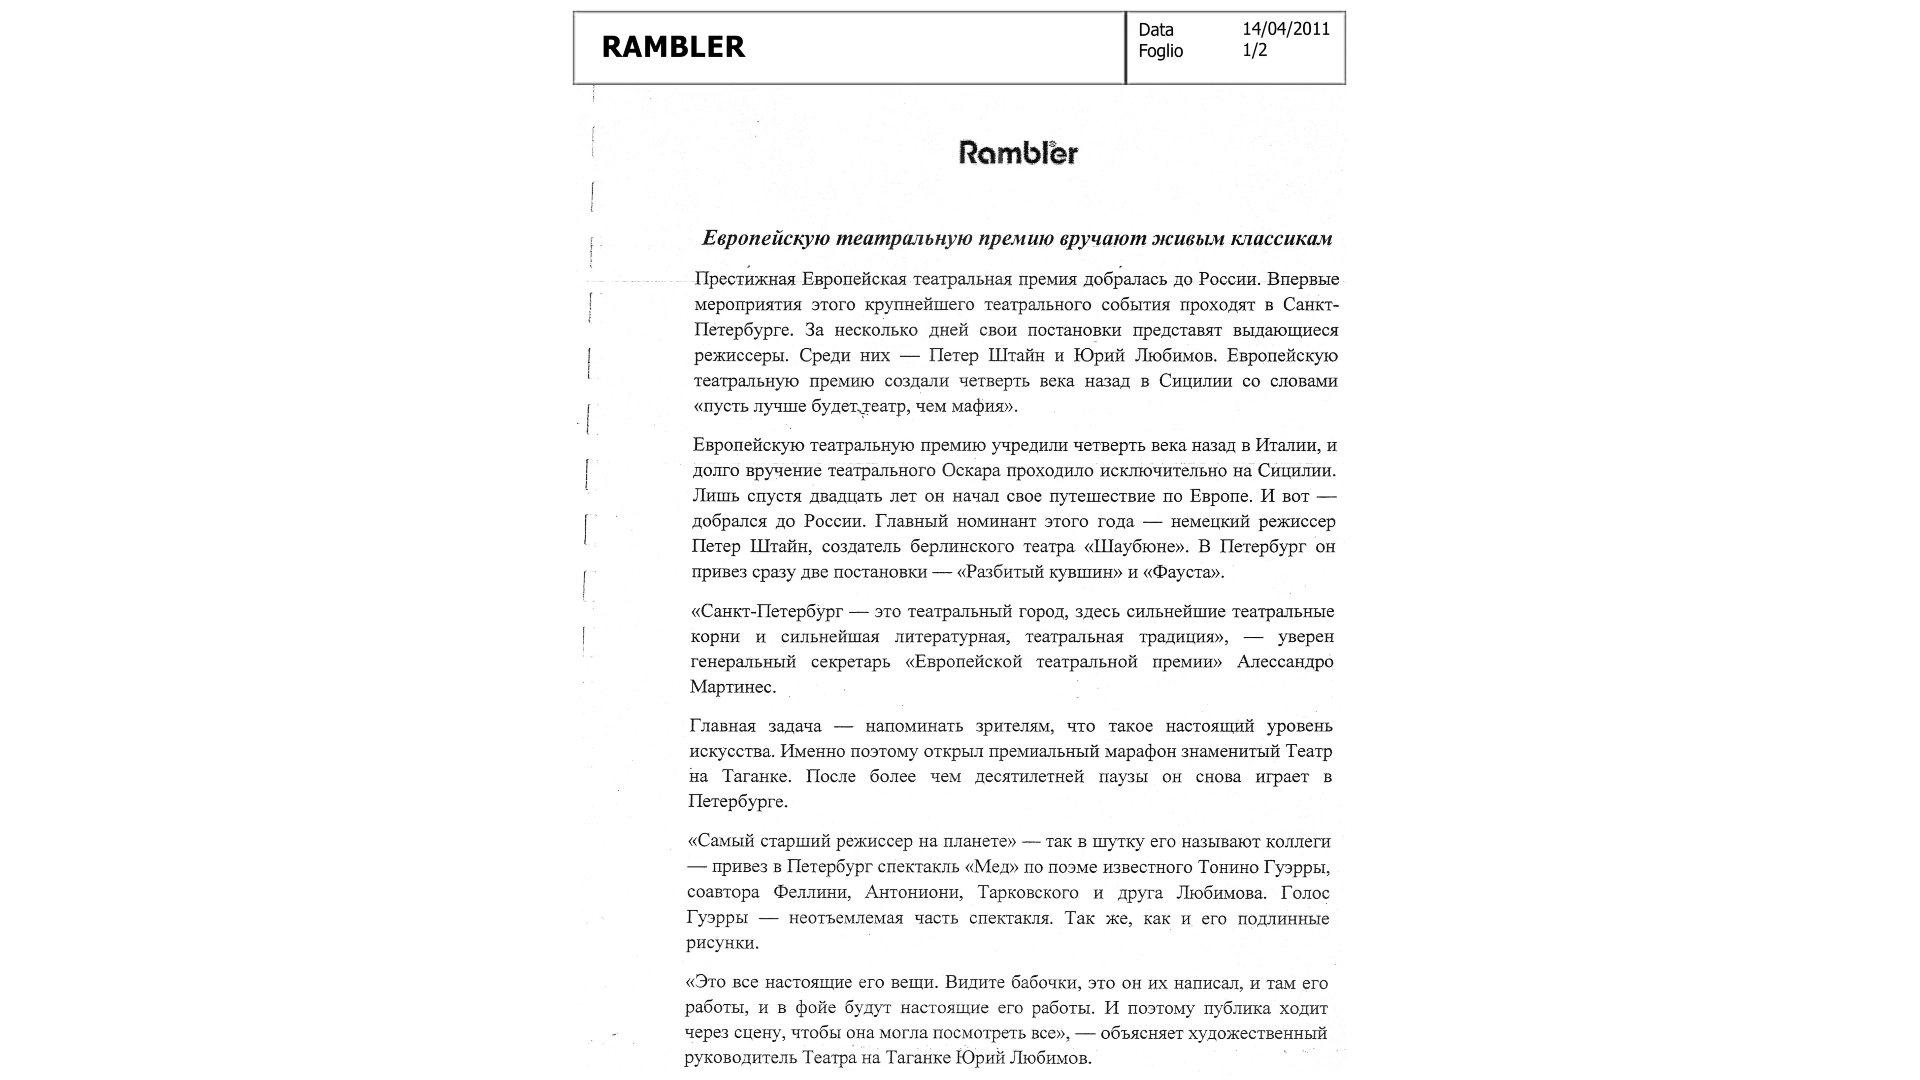 RAMBLER
Data 14/04/2011
Foglio 1/2
Rambler
Европейскую театральную премию вручают живым классикам
Престижная Европейская театральная премия добралась до России. Впервые
мероприятия этого крупнейшего театрального события проходят в Санкт-
Петербурге. За несколько дней свои постановки представят выдающиеся
режиссеры. Среди них — Петер Штайн и Юрий Любимов. Европейскую
театральную премию создали четверть века назад в Сицилии со словами
«пусть лучше будет театр, чем мафия».
Европейскую театральную премию учредили четверть века назад в Италии, и
долго вручение театрального Оскара проходило исключительно на Сицилии.
Лишь спустя двадцать лет он начал свое путешествие по Европе. И вот —
добрался до России. Главный номинант этого года — немецкий режиссер
Петер Штайн, создатель берлинского театра «Шаубюне». В Петербург он
привез сразу две постановки — «Разбитый кувшин» и «Фауста».
«Санкт-Петербург — это театральный город, здесь сильнейшие театральные
корни и сильнейшая литературная, театральная традиция», — уверен
генеральный секретарь «Европейской театральной премии» Алессандро
Мартинес.
Главная задача — напоминать зрителям, что такое настоящий уровень
искусства. Именно поэтому открыл премиальный марафон знаменитый Театр
на Таганке. После более чем десятилетней паузы он снова играет в
Петербурге.
«Самый старший режиссер на планете» — так в шутку его называют коллеги
— привез в Петербург спектакль «Мед» по поэме известного Тонино Гуэрры,
соавтора Феллини, Антониони, Тарковского и друга Любимова. Голос
Гуэрры — неотъемлемая часть спектакля. Так же, как и его подлинные
рисунки.
«Это все настоящие его вещи. Видите бабочки, это он их написал, и там его
работы, и в фойе будут настоящие его работы. И поэтому публика ходит
через сцену, чтобы она могла посмотреть все», — объясняет художественный
руководитель Театра на Таганке Юрий Любимов.